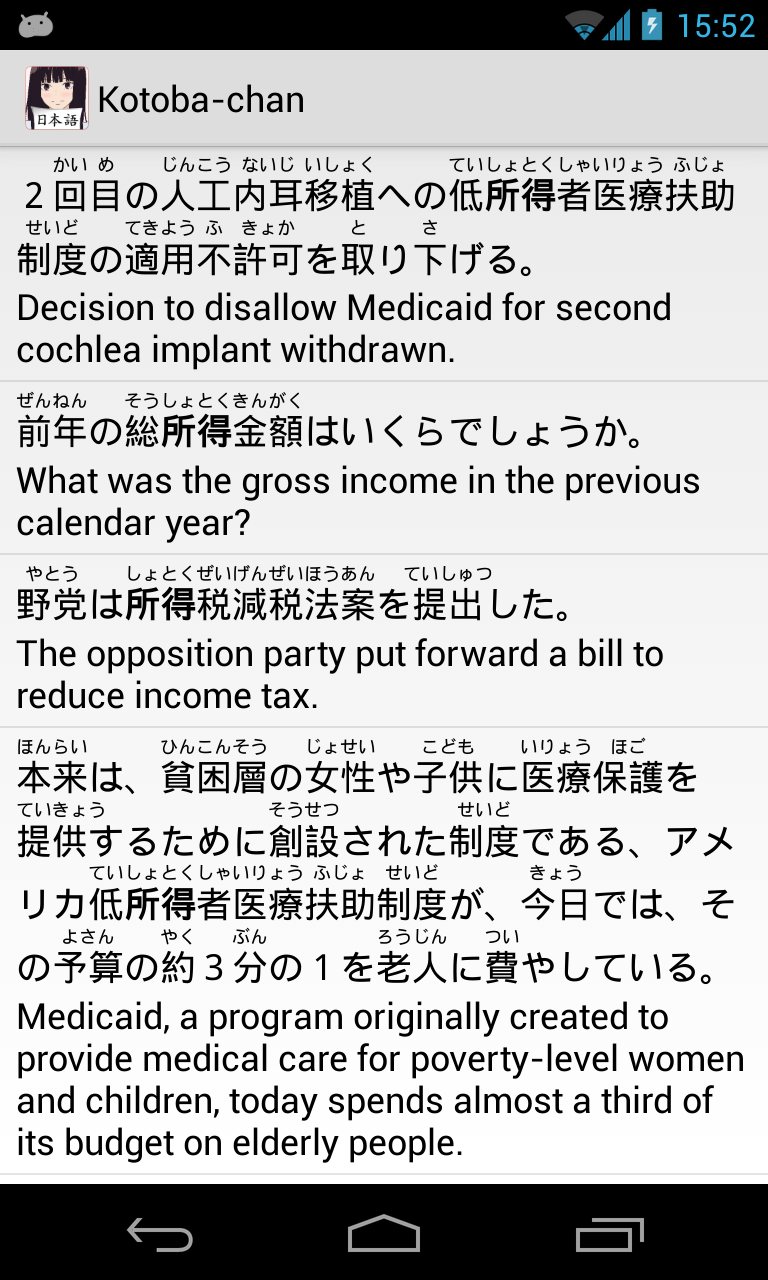 15:52
日本語
Kotoba-chan
かい め じんこう ないじ いしょく ていしょとくしゃいりょう ふじょ
2回目の人工内耳移植への低所得者医療扶助
せいど てきよう ふ きょか と さ
制度の適用不許可を取り下げる。
Decision to disallow Medicaid for second
cochlea implant withdrawn.
ぜんねん そうしょとくきんがく
前年の総所得金額はいくらでしょうか。
What was the gross income in the previous
calendar year?
やとう しょとくぜいげんぜいほうあん ていしゅつ
野党は所得税減税法案を提出した。
The opposition party put forward a bill to
reduce income tax.
ほんらい ひんこんそう じょせい こども いりょう ほご
本来は、貧困層の女性や子供に医療保護を
ていきょう そうせつ せいど
提供するために創設された制度である、アメ
ていしょとくしゃいりょう ふじょ せいど きょう
リカ低所得者医療扶助制度が、今日では、そ
よさん やく ぶん ろうじん つい
の予算の約3分の1を老人に費やしている。
Medicaid, a program originally created to
provide medical care for poverty-level women
and children, today spends almost a third of
its budget on elderly people.